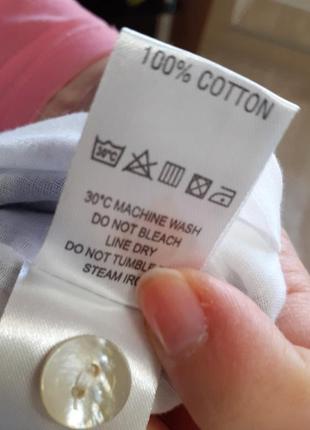 100% COTTON
30°C
30°C MACHINE WASH
DO NOT BLEACH
LINE DRY
DO NOT TUMBLE
STEAM